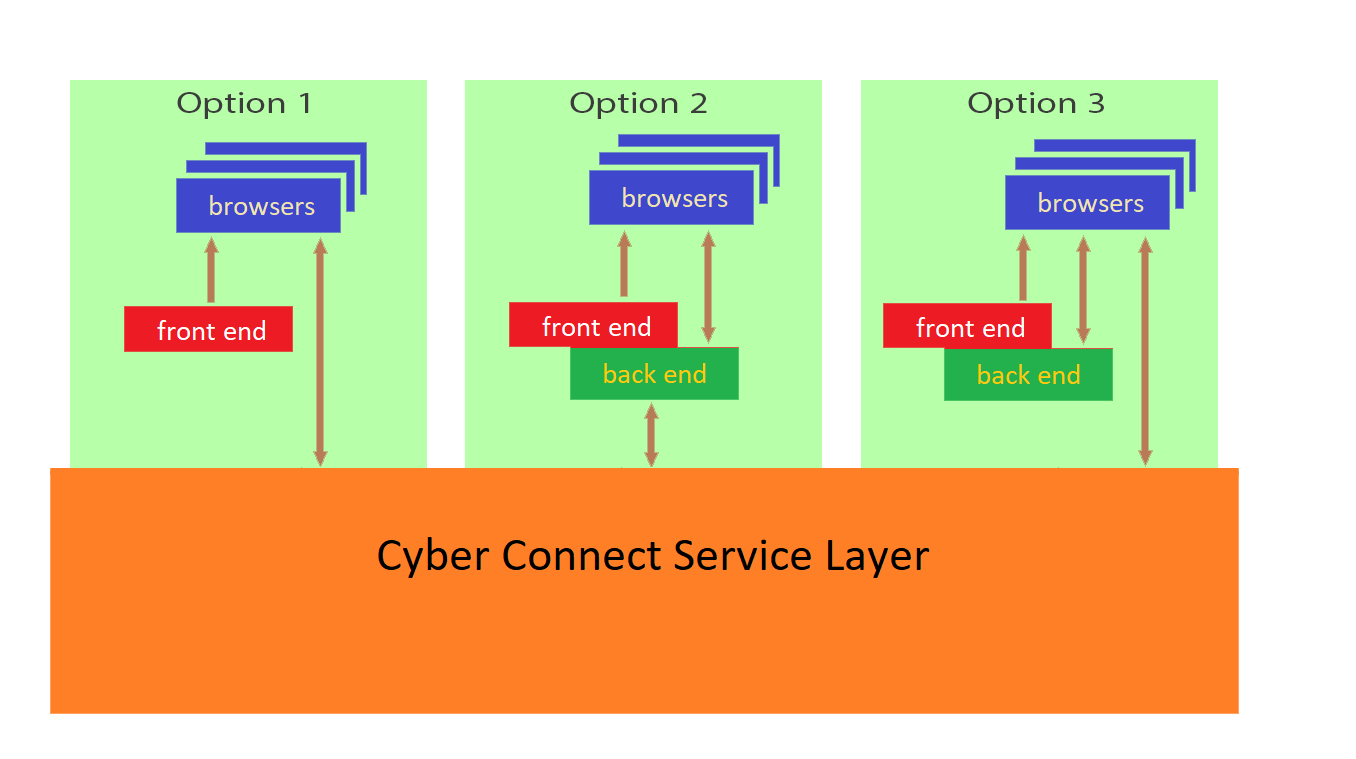 Option 1
browsers
front end
Option 2
browsers
front end
back end
Option 3
browsers
front end
back end
Cyber Connect Service Layer